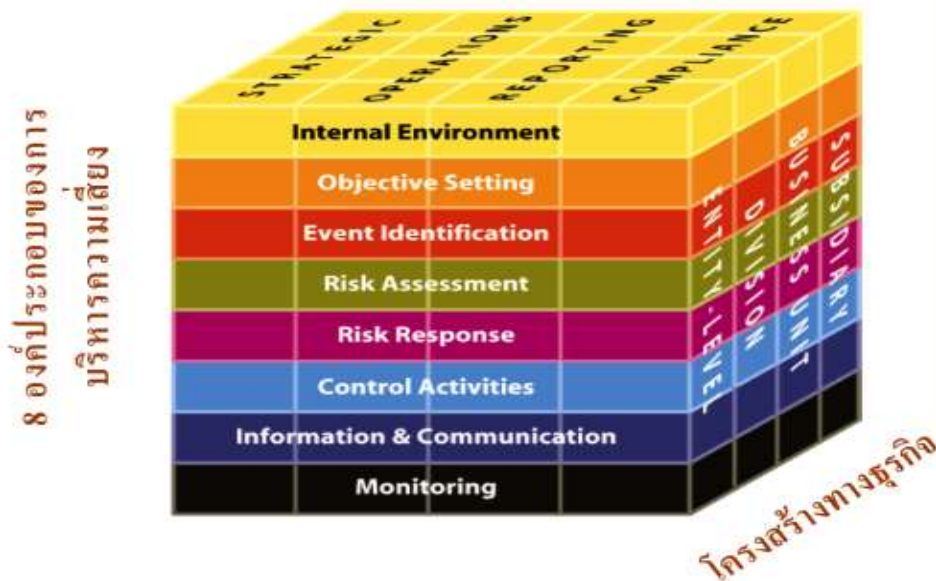 STRATEGIC
OPERATIONS
REPORTING
COMPLIANCE
8 องค์ประกอบของการ
บริหารความเสี่ยง
Internal Environment
Objective Setting
Event Identification
Risk Assessment
Risk Response
Control Activities
Information & Communication
Monitoring
ENTITY-LEVEL
DIVISION
BUSINESS UNIT
SUBSIDIARY
โครงสร้างทางธุรกิจ